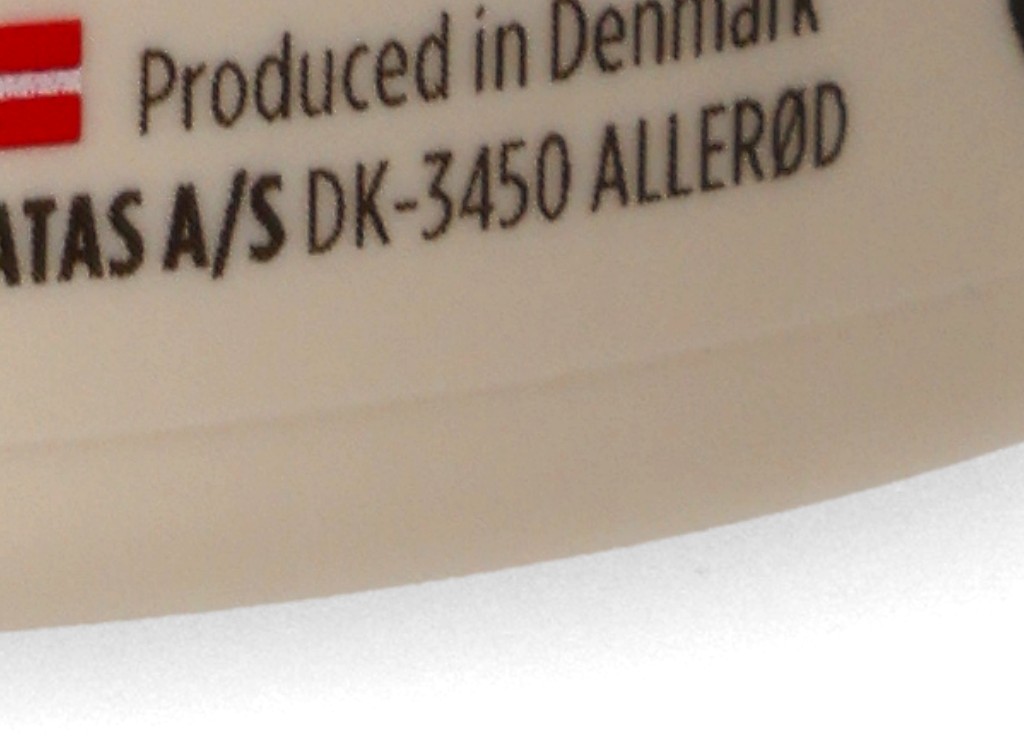 Produced in Denmark
ATAS A/S DK-3450 ALLERØD